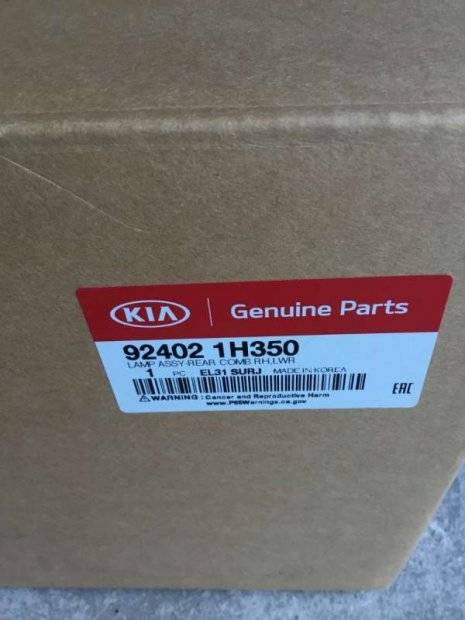 KIA Genuine Parts
92402 1H350
LAMP ASSY-REAR COMB RH,LWR
1 PC EL31 SURJ MADE IN KOREA
EAC
⚠ WARNING : Cancer and Reproductive Harm
www.P65Warnings.ca.gov